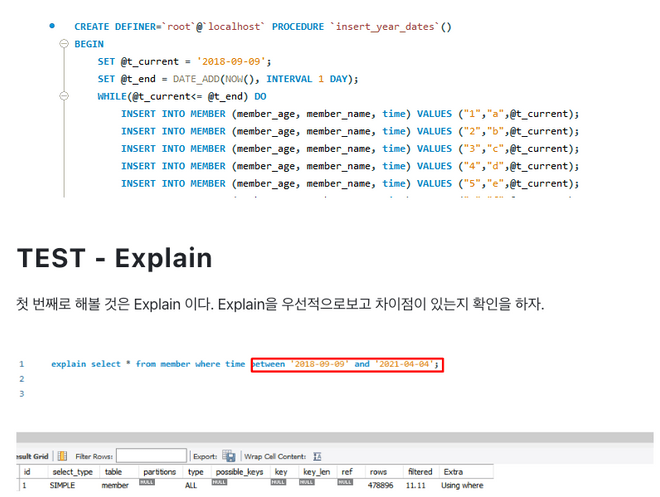 CREATE DEFINER=`root`@`localhost` PROCEDURE `insert_year_dates`()
BEGIN
SET @t_current = '2018-09-09';
SET @t_end = DATE_ADD(NOW(), INTERVAL 1 DAY);
WHILE(@t_current<= @t_end) DO
INSERT INTO MEMBER (member_age, member_name, time) VALUES ("1","a",@t_current);
INSERT INTO MEMBER (member_age, member_name, time) VALUES ("2","b",@t_current);
INSERT INTO MEMBER (member_age, member_name, time) VALUES ("3","c",@t_current);
INSERT INTO MEMBER (member_age, member_name, time) VALUES ("4","d",@t_current);
INSERT INTO MEMBER (member_age, member_name, time) VALUES ("5","e",@t_current);
TEST - Explain
첫 번째로 해볼 것은 Explain 이다. Explain을 우선적으로보고 차이점이 있는지 확인을 하자.
1 explain select * from member where time between '2018-09-09' and '2021-04-04';
2
3
esult Grid Filter Rows: Export: Wrap Cell Content:
id select_type table partitions type possible_keys key key_len ref rows filtered Extra
1 SIMPLE member NULL ALL NULL NULL NULL NULL 478896 11.11 Using where